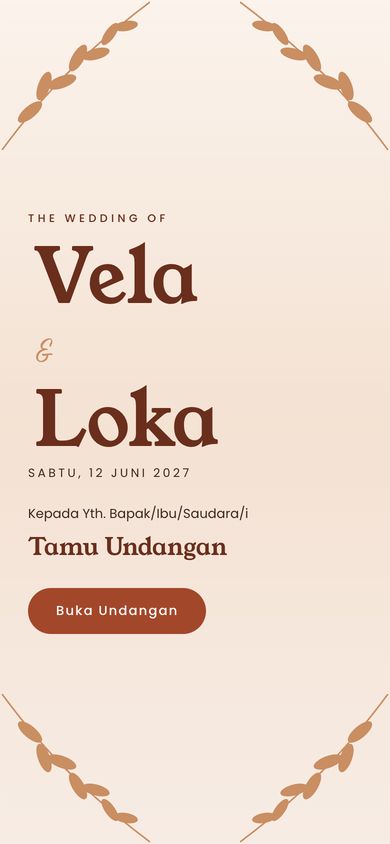 THE WEDDING OF
Vela
&
Loka
SABTU, 12 JUNI 2027
Kepada Yth. Bapak/Ibu/Saudara/i
Tamu Undangan
Buka Undangan